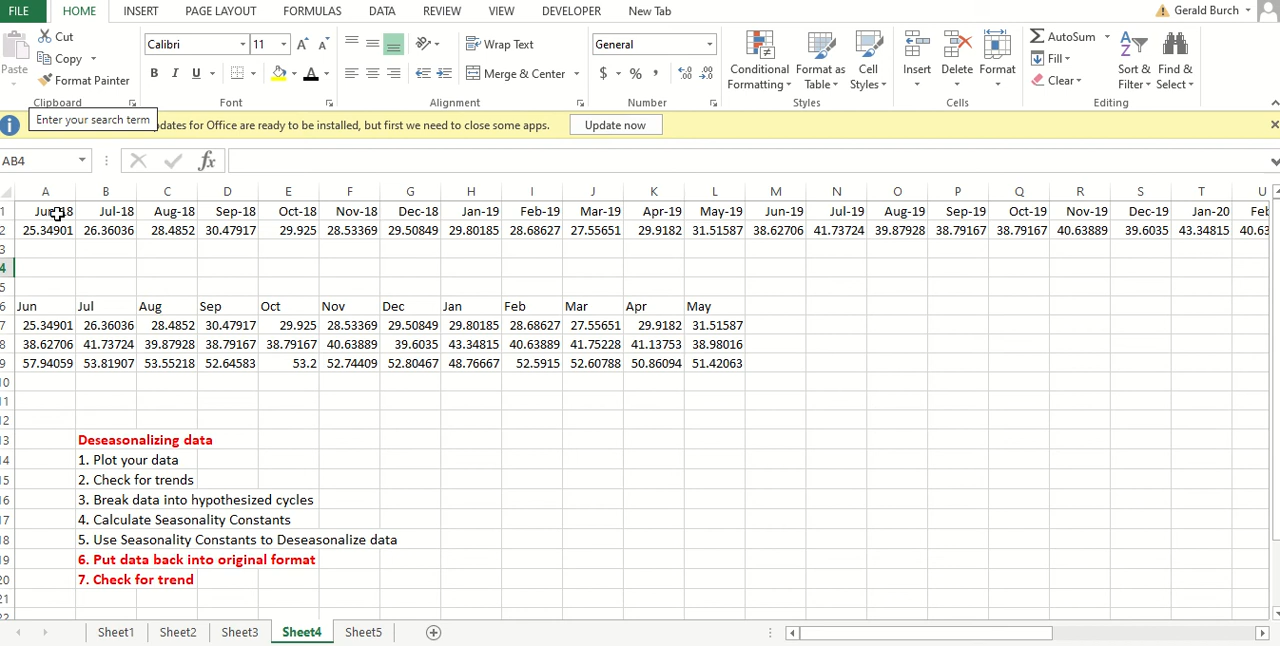 FILE HOME INSERT PAGE LAYOUT FORMULAS DATA REVIEW VIEW DEVELOPER New Tab Gerald Burch
Cut Calibri 11 Wrap Text General AutoSum
Copy Fill
Paste Format Painter B I U Merge & Center $ % Conditional Formatting Format as Table Cell Styles Insert Delete Format Clear Sort & Filter Find & Select
Clipboard Font Alignment Number Styles Cells Editing
Enter your search term dates for Office are ready to be installed, but first we need to close some apps. Update now
AB4 fx
A B C D E F G H I J K L M N O P Q R S T U
1 Jul-18 Aug-18 Sep-18 Oct-18 Nov-18 Dec-18 Jan-19 Feb-19 Mar-19 Apr-19 May-19 Jun-19 Jul-19 Aug-19 Sep-19 Oct-19 Nov-19 Dec-19 Jan-20 Feb
2 25.34901 26.36036 28.4852 30.47917 29.925 28.53369 29.50849 29.80185 28.68627 27.55651 29.9182 31.51587 38.62706 41.73724 39.87928 38.79167 38.79167 40.63889 39.6035 43.34815 40.63
3
4
5
6 Jun Jul Aug Sep Oct Nov Dec Jan Feb Mar Apr May
7 25.34901 26.36036 28.4852 30.47917 29.925 28.53369 29.50849 29.80185 28.68627 27.55651 29.9182 31.51587
8 38.62706 41.73724 39.87928 38.79167 38.79167 40.63889 39.6035 43.34815 40.63889 41.75228 41.13753 38.98016
9 57.94059 53.81907 53.55218 52.64583 53.2 52.74409 52.80467 48.76667 52.5915 52.60788 50.86094 51.42063
10
11
12
13 Deseasonalizing data
14 1. Plot your data
15 2. Check for trends
16 3. Break data into hypothesized cycles
17 4. Calculate Seasonality Constants
18 5. Use Seasonality Constants to Deseasonalize data
19 6. Put data back into original format
20 7. Check for trend
21
22
Sheet1 Sheet2 Sheet3 Sheet4 Sheet5